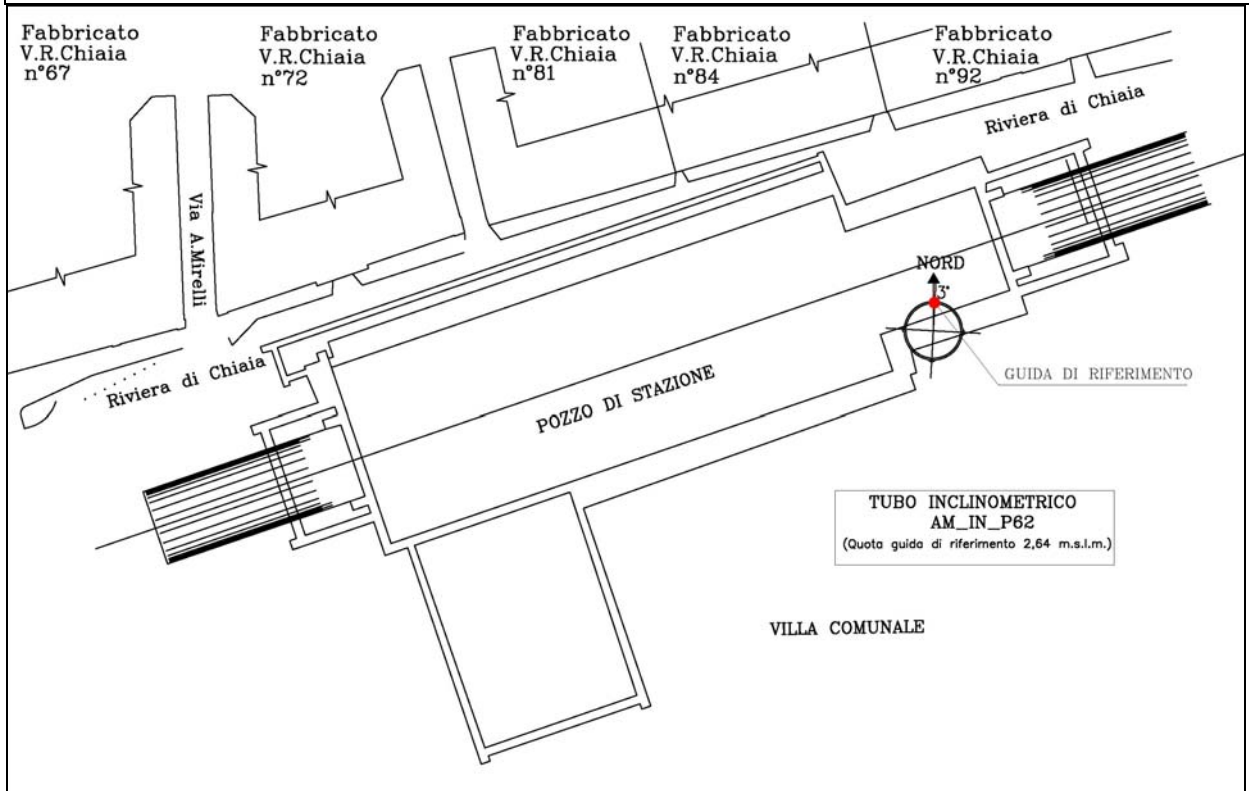 Fabbricato
V.R.Chiaia
n°67
Fabbricato
V.R.Chiaia
n°72
Fabbricato
V.R.Chiaia
n°81
Fabbricato
V.R.Chiaia
n°84
Fabbricato
V.R.Chiaia
n°92
Riviera di Chiaia
Via A.Mirelli
NORD
3°
Riviera di Chiaia
GUIDA DI RIFERIMENTO
POZZO DI STAZIONE
TUBO INCLINOMETRICO
AM_IN_P62
(Quota guida di riferimento 2,64 m.s.l.m.)
VILLA COMUNALE